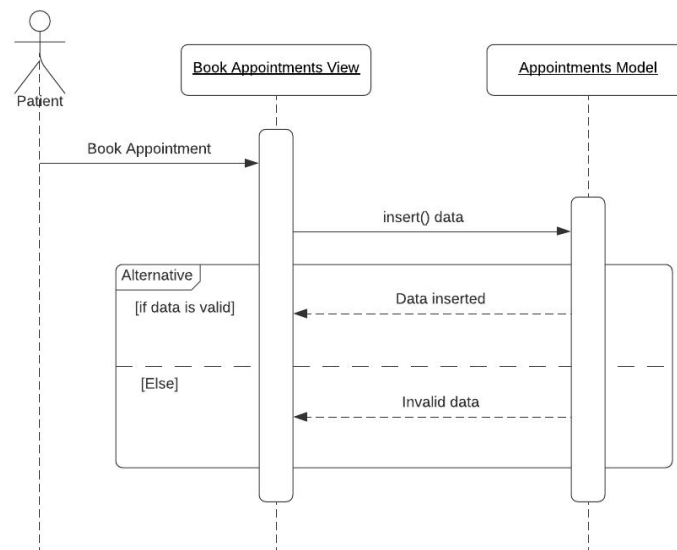 Patient
Book Appointments View
Appointments Model
Book Appointment
insert() data
Alternative
[if data is valid]
Data inserted
[Else]
Invalid data